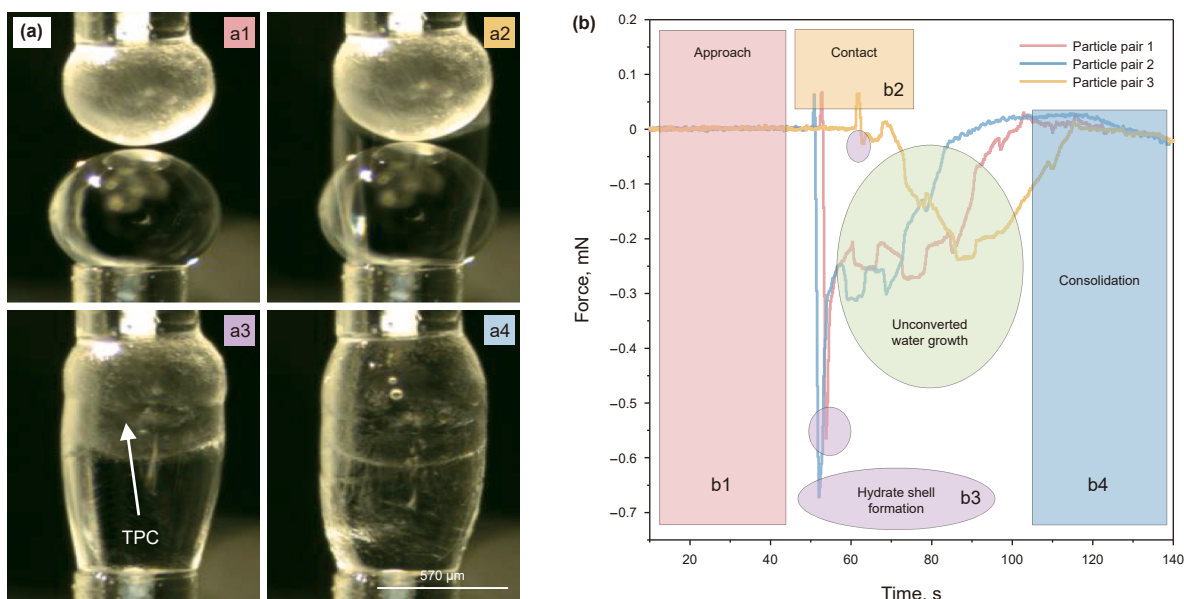 (a)
a1
a2
a3
TPC
a4
570 µm
(b)
Force, mN
0.2
0.1
0
−0.1
−0.2
−0.3
−0.4
−0.5
−0.6
−0.7
Approach
b1
Contact
b2
Particle pair 1
Particle pair 2
Particle pair 3
Unconverted
water growth
Hydrate shell
formation
b3
Consolidation
b4
20
40
60
80
100
120
140
Time, s